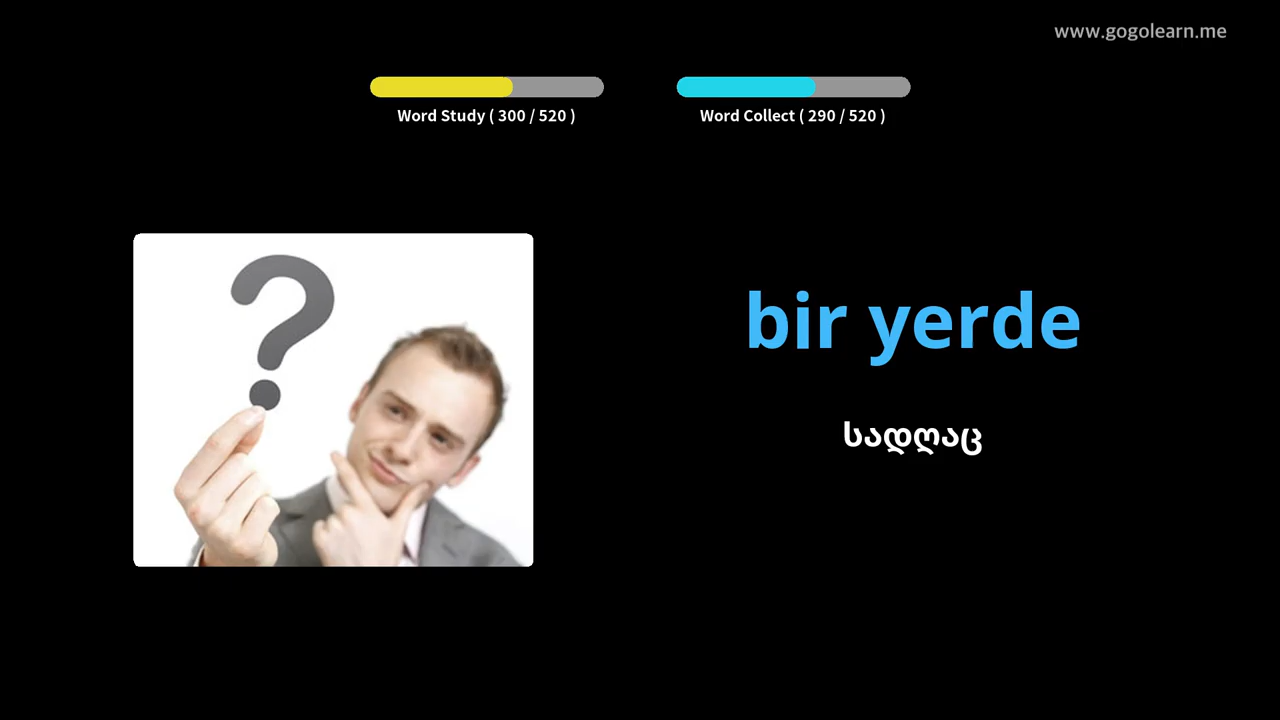 www.gogolearn.me
Word Study ( 300 / 520 )
Word Collect ( 290 / 520 )
bir yerde
სადღაც